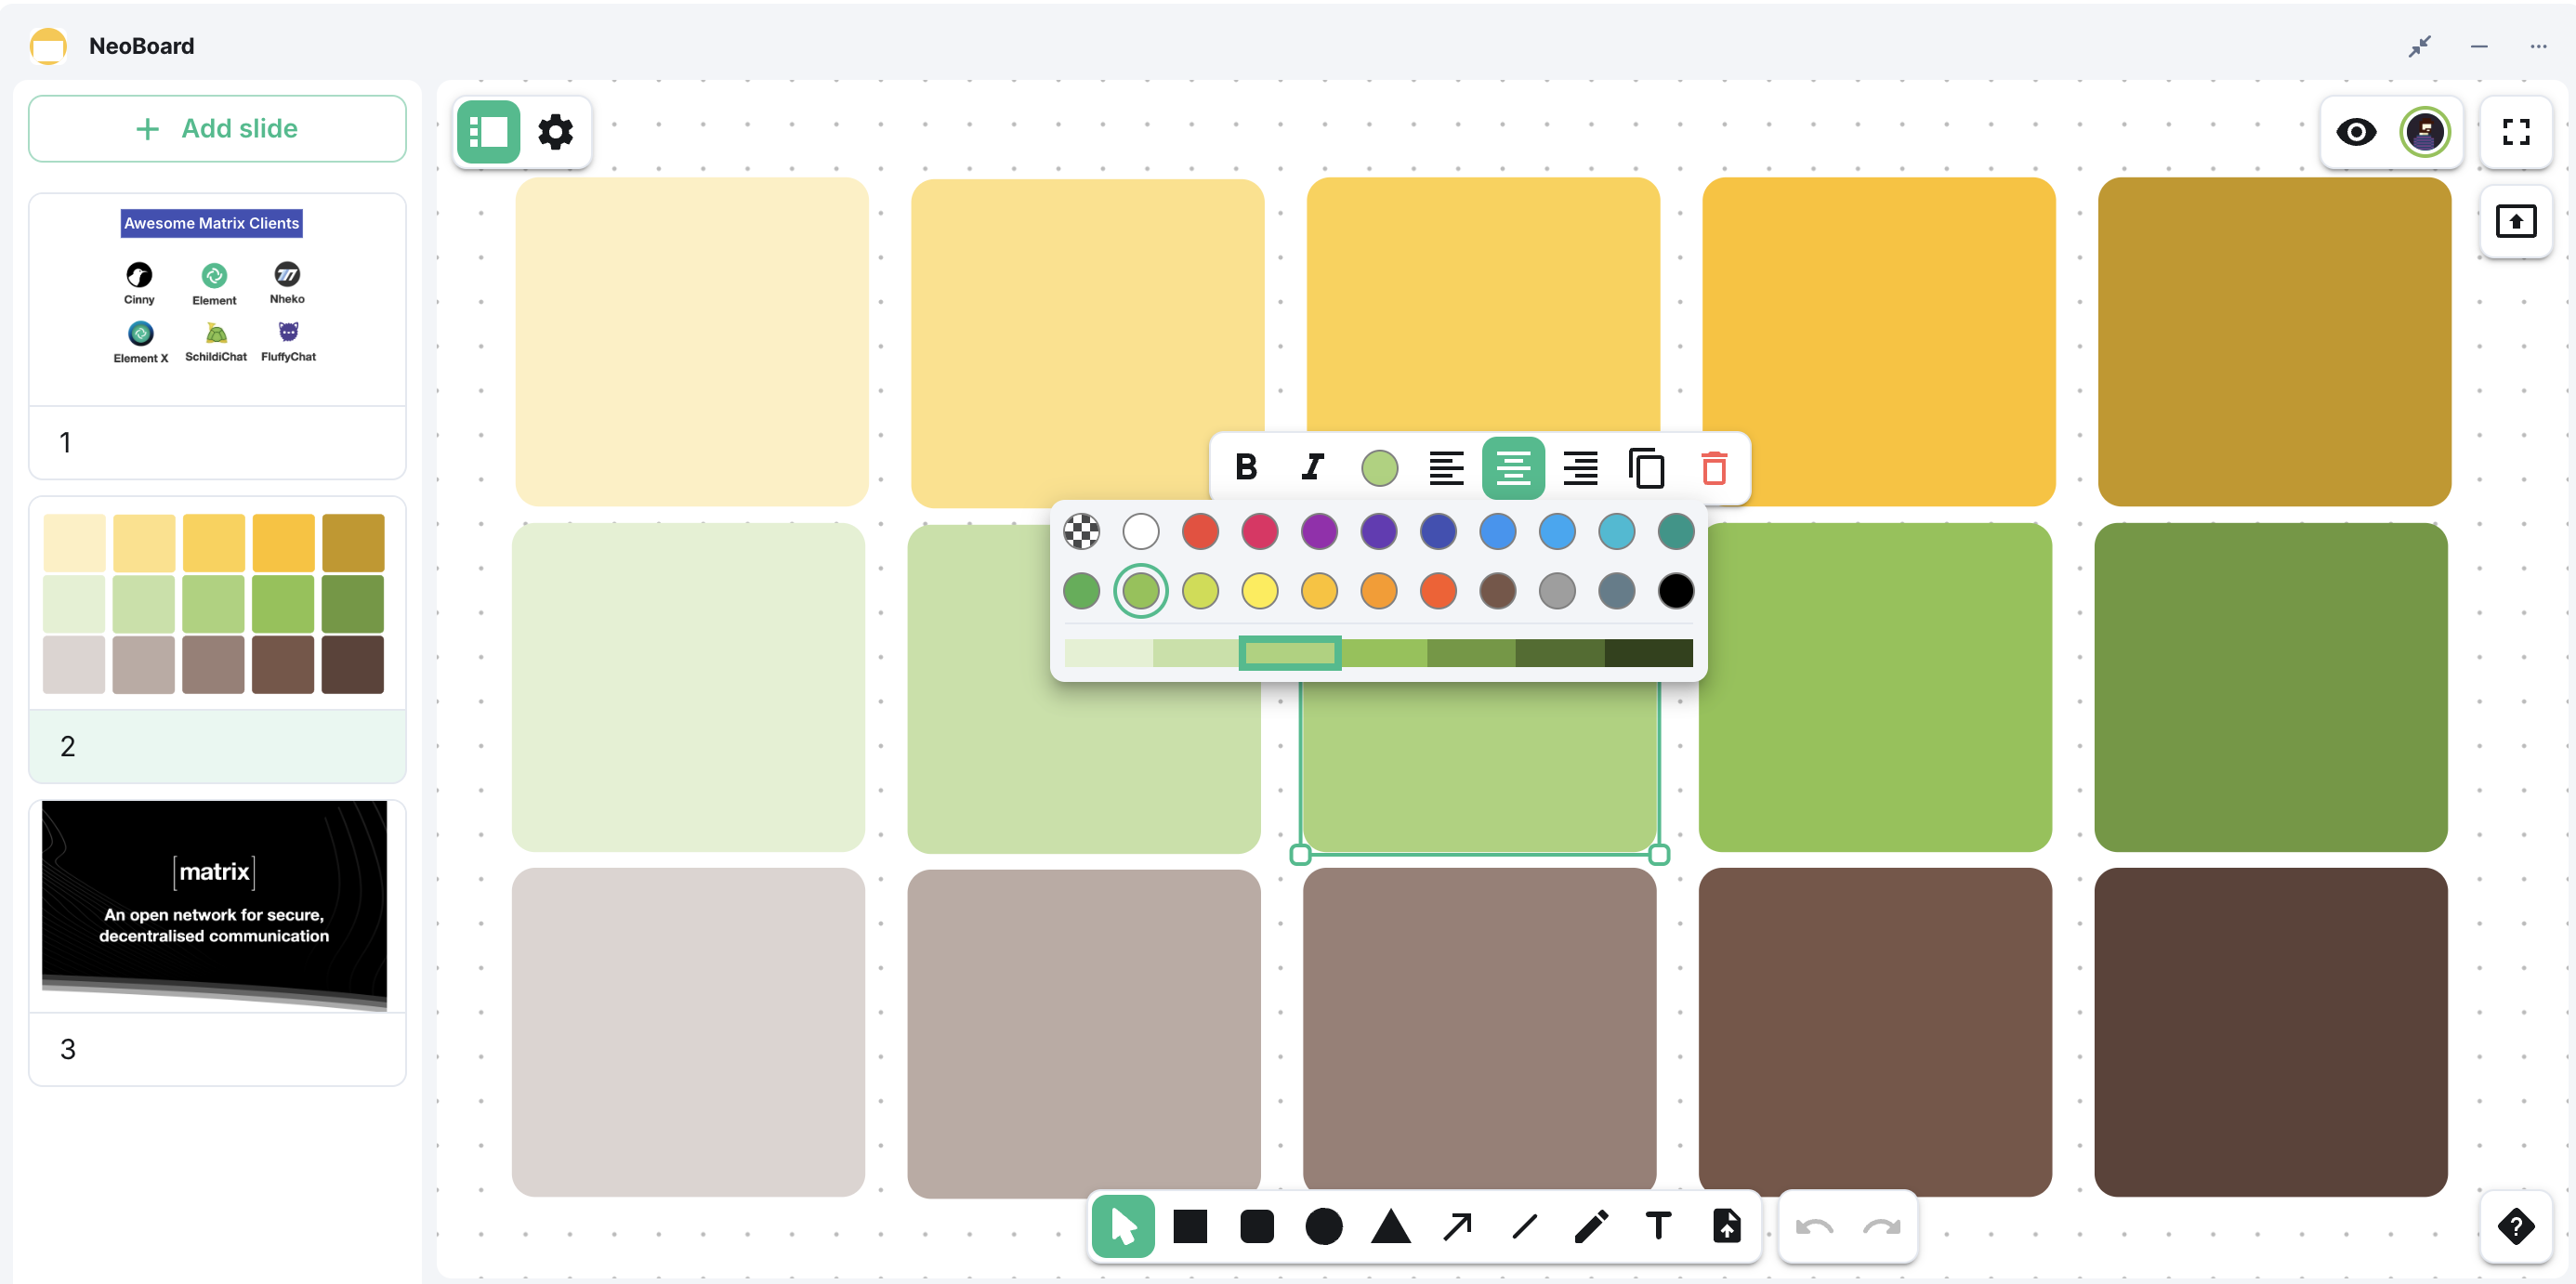 NeoBoard
Add slide
Awesome Matrix Clients
Cinny Element Nheko
Element X SchildiChat FluffyChat
1
2
[matrix]
An open network for secure,
decentralised communication
3
B I
T
?